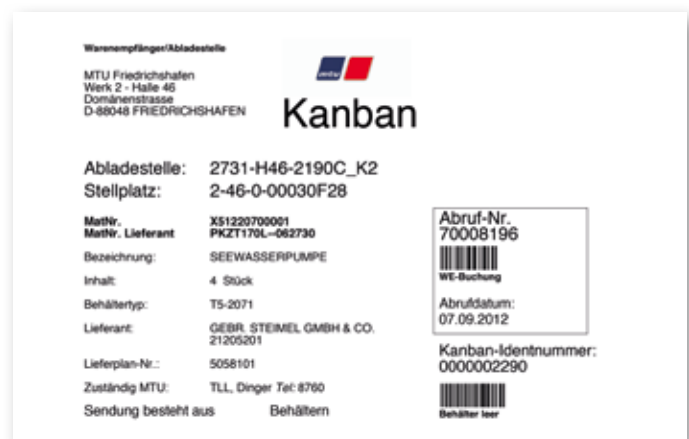 Warenempfänger/Abladestelle
MTU Friedrichshafen
Werk 2 - Halle 46
Domänenstrasse
D-88048 FRIEDRICHSHAFEN
mtu
Kanban
Abladestelle: 2731-H46-2190C_K2
Stellplatz: 2-46-0-00030F28
MatNr. X51220700001
MatNr. Lieferant PKZT170L--062730
Bezeichnung: SEEWASSERPUMPE
Inhalt: 4 Stück
Behältertyp: T5-2071
Lieferant: GEBR. STEIMEL GMBH & CO.
21205201
Lieferplan-Nr.: 5058101
Zuständig MTU: TLL, Dinger Tel: 8760
Sendung besteht aus Behältern
Abruf-Nr.
70008196
WE-Buchung
Abrufdatum:
07.09.2012
Kanban-Identnummer:
0000002290
Behälter leer